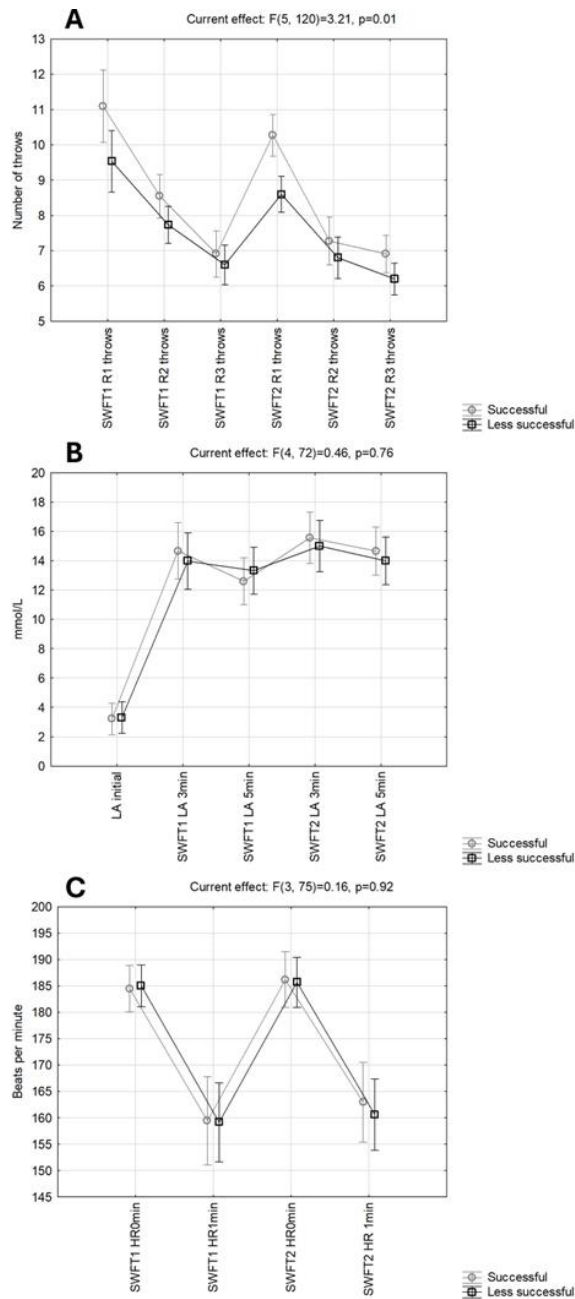 A
Current effect: F(5, 120)=3.21, p=0.01
13
12
11
10
9
8
7
6
5
Number of throws
SWFT1 R1 throws
SWFT1 R2 throws
SWFT1 R3 throws
SWFT2 R1 throws
SWFT2 R2 throws
SWFT2 R3 throws
Successful
Less successful
B
Current effect: F(4, 72)=0.46, p=0.76
20
18
16
14
12
10
8
6
4
2
0
mmol/L
LA initial
SWFT1 LA 3min
SWFT1 LA 5min
SWFT2 LA 3min
SWFT2 LA 5min
Successful
Less successful
C
Current effect: F(3, 75)=0.16, p=0.92
200
195
190
185
180
175
170
165
160
155
150
145
Beats per minute
SWFT1 HR0min
SWFT1 HR1min
SWFT2 HR0min
SWFT2 HR 1min
Successful
Less successful